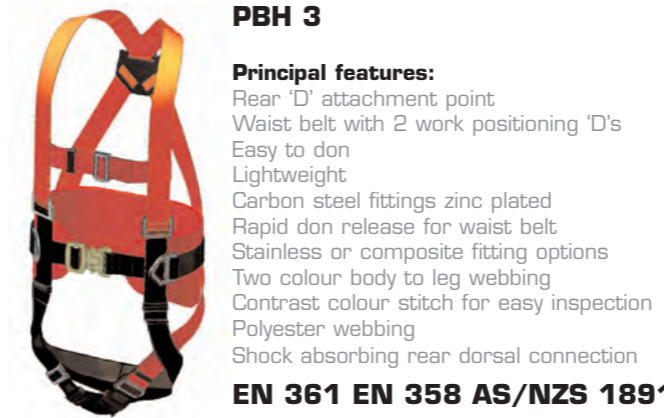 PBH 3
Principal features:
Rear ‘D’ attachment point
Waist belt with 2 work positioning ‘D’s
Easy to don
Lightweight
Carbon steel fittings zinc plated
Rapid don release for waist belt
Stainless or composite fitting options
Two colour body to leg webbing
Contrast colour stitch for easy inspection
Polyester webbing
Shock absorbing rear dorsal connection
EN 361 EN 358 AS/NZS 1891